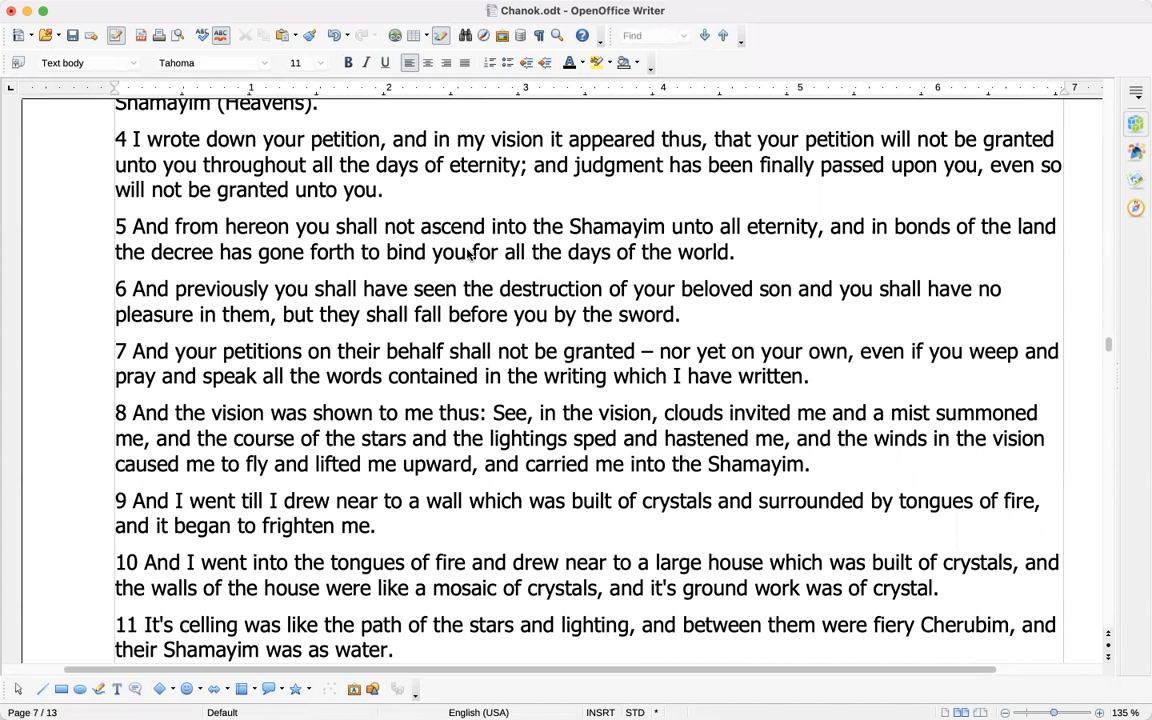 Chanok.odt - OpenOffice Writer
Find
Text body
Tahoma
11
1 2 3 4 5 6 7
Shamayim (Heavens).
4 I wrote down your petition, and in my vision it appeared thus, that your petition will not be granted
unto you throughout all the days of eternity; and judgment has been finally passed upon you, even so
will not be granted unto you.
5 And from hereon you shall not ascend into the Shamayim unto all eternity, and in bonds of the land
the decree has gone forth to bind you for all the days of the world.
6 And previously you shall have seen the destruction of your beloved son and you shall have no
pleasure in them, but they shall fall before you by the sword.
7 And your petitions on their behalf shall not be granted – nor yet on your own, even if you weep and
pray and speak all the words contained in the writing which I have written.
8 And the vision was shown to me thus: See, in the vision, clouds invited me and a mist summoned
me, and the course of the stars and the lightings sped and hastened me, and the winds in the vision
caused me to fly and lifted me upward, and carried me into the Shamayim.
9 And I went till I drew near to a wall which was built of crystals and surrounded by tongues of fire,
and it began to frighten me.
10 And I went into the tongues of fire and drew near to a large house which was built of crystals, and
the walls of the house were like a mosaic of crystals, and it's ground work was of crystal.
11 It's celling was like the path of the stars and lighting, and between them were fiery Cherubim, and
their Shamayim was as water.
Page 7 / 13
Default
English (USA)
INSRT
STD
*
135 %